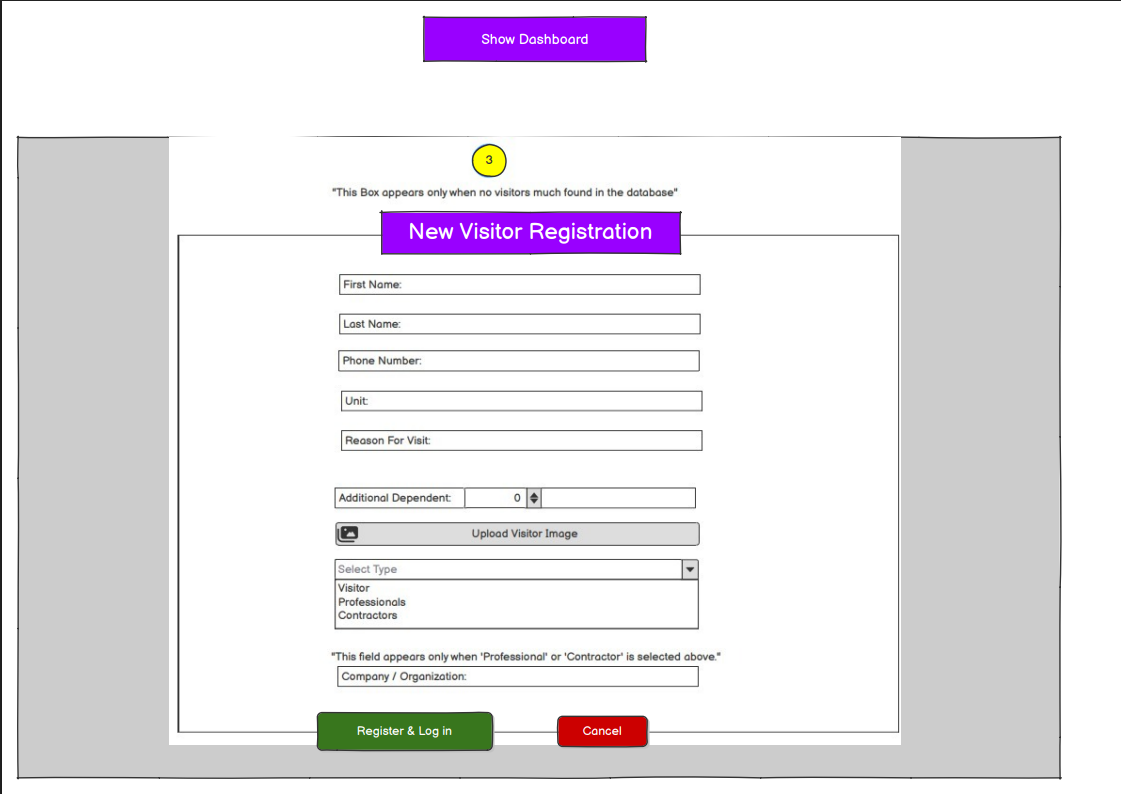 Show Dashboard
3
"This Box appears only when no visitors much found in the database"
New Visitor Registration
First Name:
Last Name:
Phone Number:
Unit:
Reason For Visit:
Additional Dependent: 0
Upload Visitor Image
Select Type
Visitor
Professionals
Contractors
"This field appears only when 'Professional' or 'Contractor' is selected above."
Company / Organization:
Register & Log in Cancel